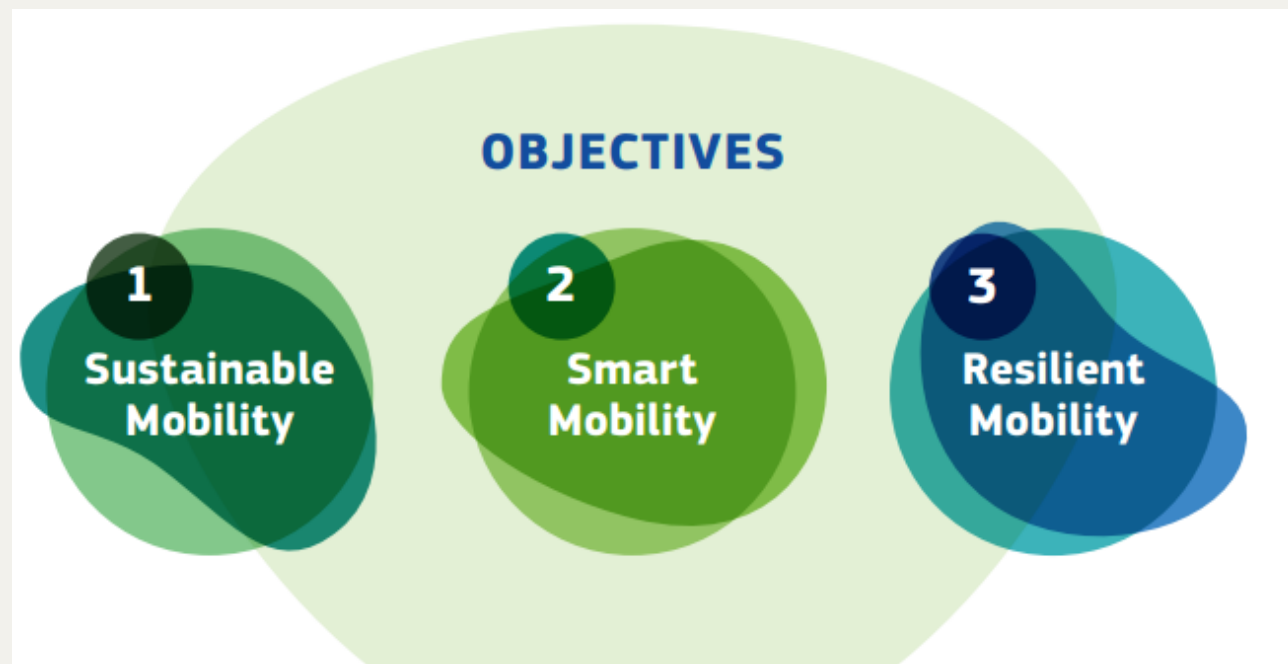 OBJECTIVES
1
Sustainable
Mobility
2
Smart
Mobility
3
Resilient
Mobility